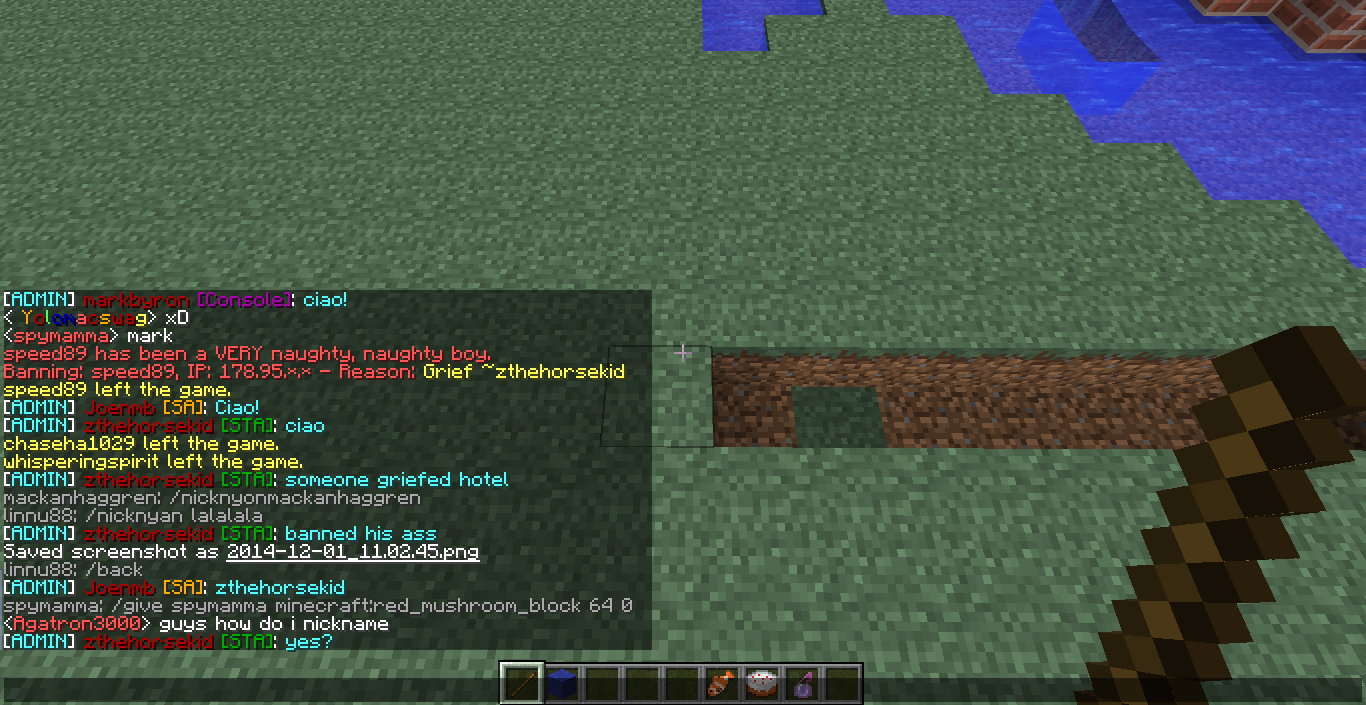 [ADMIN] markbyron [Console]: ciao!
< Yolomacswag> xD
<spymamma> mark
speed89 has been a VERY naughty, naughty boy.
Banning: speed89, IP: 178.95.*.* - Reason: Grief ~zthehorsekid
speed89 left the game.
[ADMIN] Joenmb [SA]: Ciao!
[ADMIN] zthehorsekid [STA]: ciao
chaseha1029 left the game.
whisperingspirit left the game.
[ADMIN] zthehorsekid [STA]: someone griefed hotel
mackanhaggren: /nicknyonmackanhaggren
linnu88: /nicknyan lalalala
[ADMIN] zthehorsekid [STA]: banned his ass
Saved screenshot as 2014-12-01_11.02.45.png
linnu88: /back
[ADMIN] Joenmb [SA]: zthehorsekid
spymamma: /give spymamma minecraft:red_mushroom_block 64 0
<Agatron3000> guys how do i nickname
[ADMIN] zthehorsekid [STA]: yes?